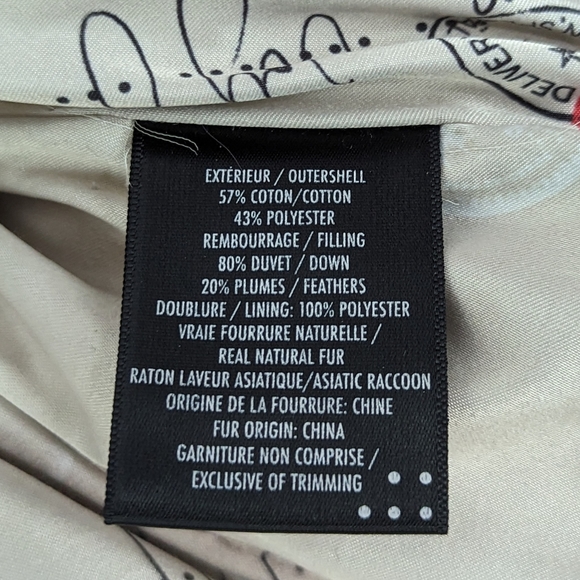 DELIVER
EXTÉRIEUR / OUTERSHELL
57% COTON/COTTON
43% POLYESTER
REMBOURRAGE / FILLING
80% DUVET / DOWN
20% PLUMES / FEATHERS
DOUBLURE / LINING: 100% POLYESTER
VRAIE FOURRURE NATURELLE /
REAL NATURAL FUR
RATON LAVEUR ASIATIQUE/ASIATIC RACCOON
ORIGINE DE LA FOURRURE: CHINE
FUR ORIGIN: CHINA
GARNITURE NON COMPRISE /
EXCLUSIVE OF TRIMMING